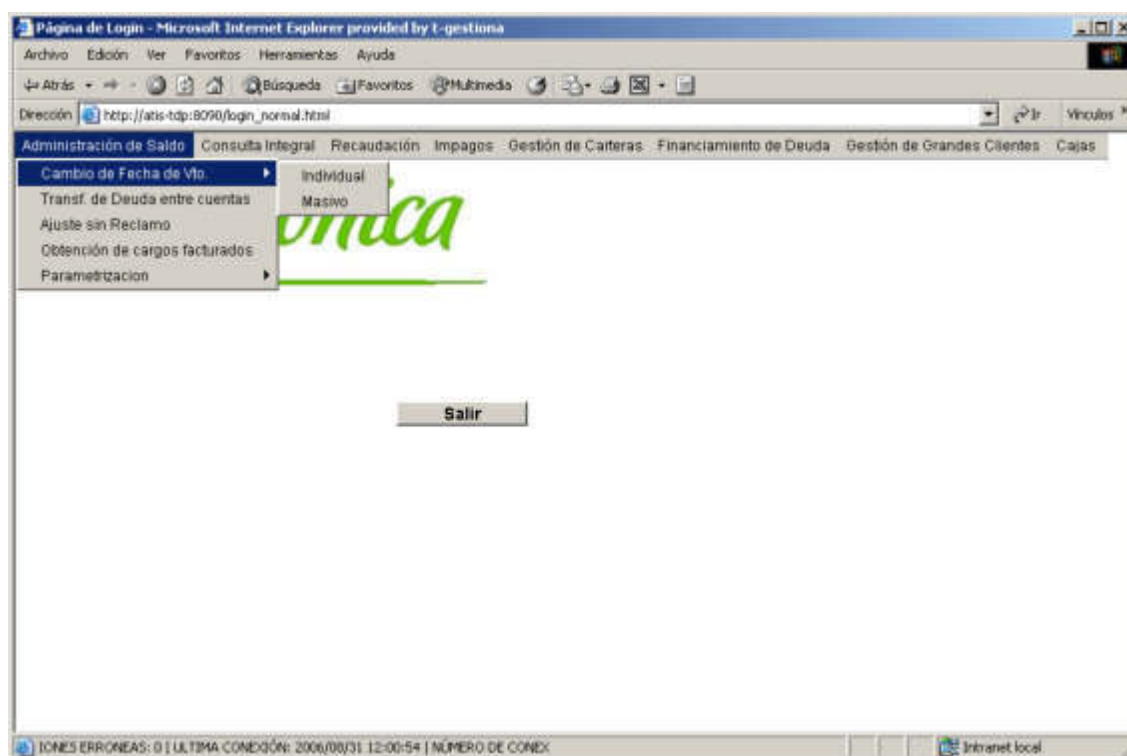 Página de Login - Microsoft Internet Explorer provided by t-gestiona
Archivo Edición Ver Favoritos Herramientas Ayuda
Atrás Búsqueda Favoritos Multimedia
Dirección http://atis-tdp:8090/login_normal.html Ir Vínculos
Administración de Saldo Consulta Integral Recaudación Impagos Gestión de Carteras Financiamiento de Deuda Gestión de Grandes Clientes Cajas
Cambio de Fecha de Vto. Individual
Transf. de Deuda entre cuentas Masivo
Ajuste sin Reclamo
Obtención de cargos facturados
Parametrizacion
ónica
Salir
IONES ERRONEAS: 0 | ULTIMA CONEXIÓN: 2006/08/31 12:00:54 | NÚMERO DE CONEX Intranet local